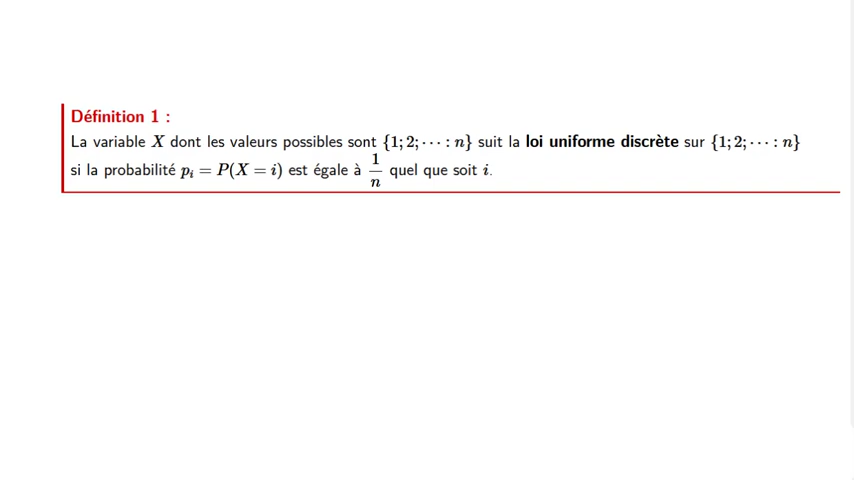 Définition 1 :
La variable X dont les valeurs possibles sont {1; 2; ⋯ : n} suit la loi uniforme discrète sur {1; 2; ⋯ : n}
si la probabilité pᵢ = P(X = i) est égale à 1/n quel que soit i.